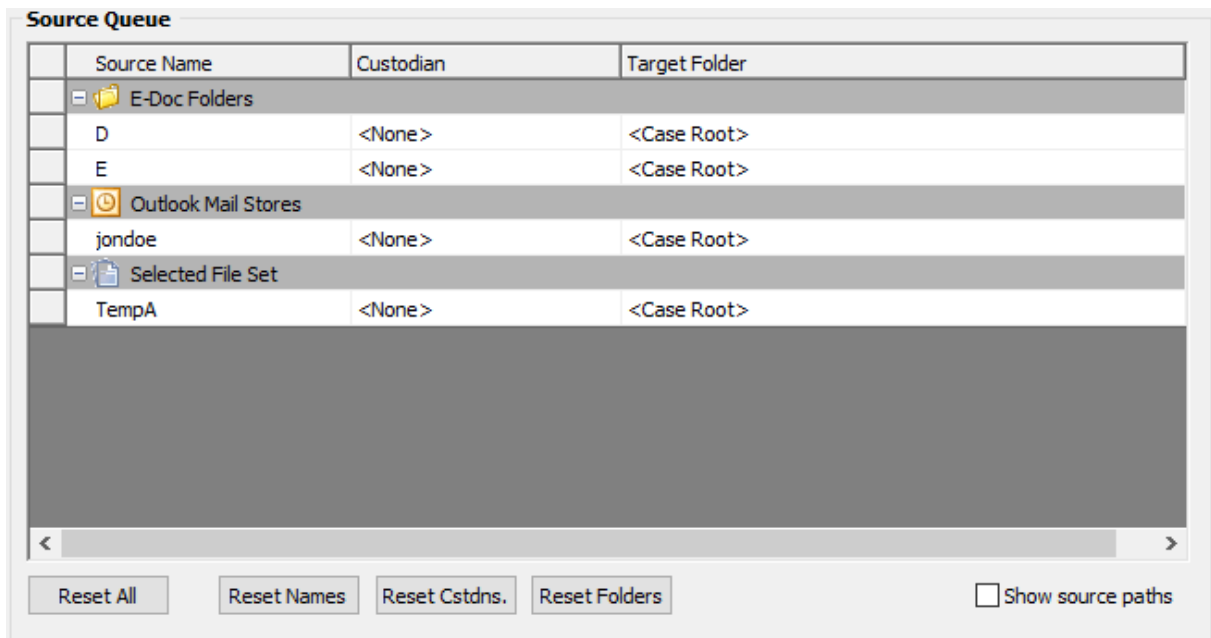 Source Queue
Source Name Custodian Target Folder
E-Doc Folders
D <None> <Case Root>
E <None> <Case Root>
Outlook Mail Stores
jondoe <None> <Case Root>
Selected File Set
TempA <None> <Case Root>
Reset All Reset Names Reset Cstdns. Reset Folders Show source paths